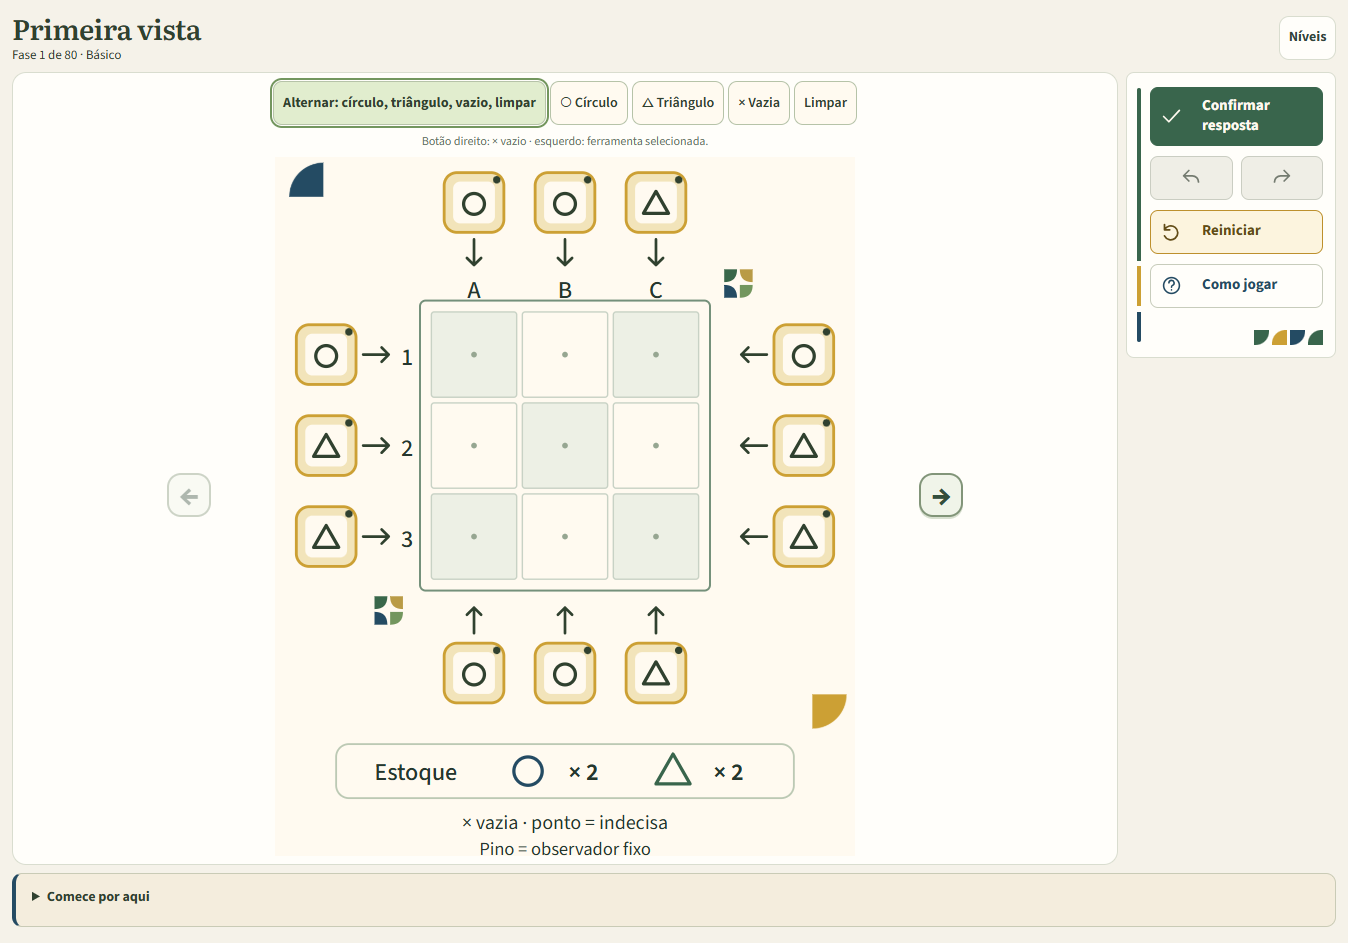 Primeira vista
Fase 1 de 80 · Básico
Níveis
Alternar: círculo, triângulo, vazio, limpar
Círculo
Triângulo
× Vazia
Limpar
Botão direito: × vazio · esquerdo: ferramenta selecionada.
Confirmar
resposta
Reiniciar
Como jogar
A B C
1
2
3
Estoque × 2 × 2
× vazia · ponto = indecisa
Pino = observador fixo
Comece por aqui